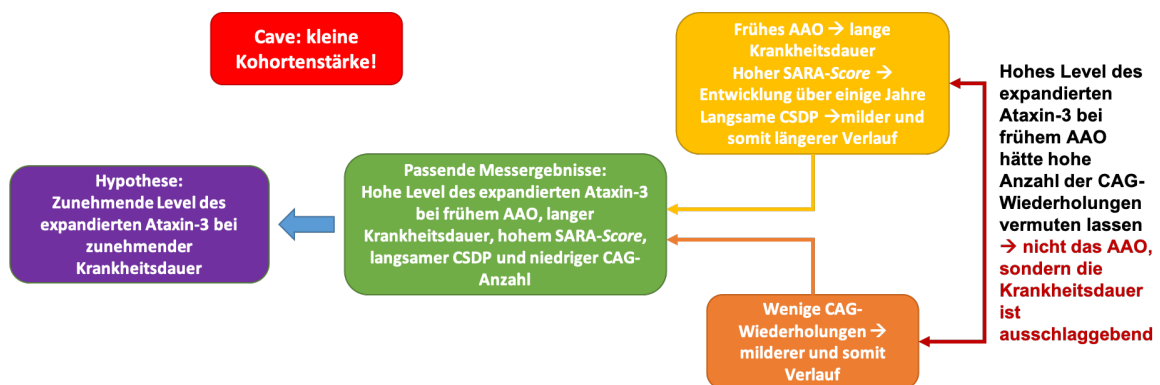 Cave: kleine
Kohortenstärke!
Frühes AAO → lange
Krankheitsdauer
Hoher SARA-Score →
Entwicklung über einige Jahre
Langsame CSDP →milder und
somit längerer Verlauf
Hohes Level des
expandierten
Ataxin-3 bei
frühem AAO
hätte hohe
Anzahl der CAG-
Wiederholungen
vermuten lassen
→ nicht das AAO,
sondern die
Krankheitsdauer
ist
ausschlaggebend
Hypothese:
Zunehmende Level des
expandierten Ataxin-3 bei
zunehmender
Krankheitsdauer
Passende Messergebnisse:
Hohe Level des expandierten Ataxin-3
bei frühem AAO, langer
Krankheitsdauer, hohem SARA-Score,
langsamer CSDP und niedriger CAG-
Anzahl
Wenige CAG-
Wiederholungen →
milderer und somit
Verlauf